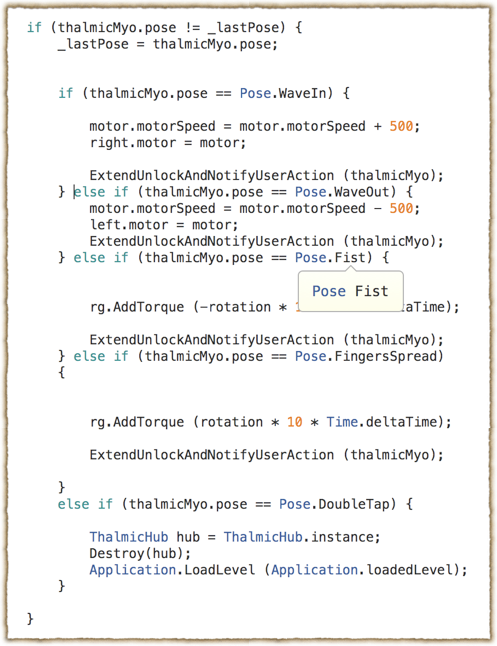 if (thalmicMyo.pose != _lastPose) {
_lastPose = thalmicMyo.pose;
if (thalmicMyo.pose == Pose.WaveIn) {
motor.motorSpeed = motor.motorSpeed + 500;
right.motor = motor;
ExtendUnlockAndNotifyUserAction (thalmicMyo);
} else if (thalmicMyo.pose == Pose.WaveOut) {
motor.motorSpeed = motor.motorSpeed - 500;
left.motor = motor;
ExtendUnlockAndNotifyUserAction (thalmicMyo);
} else if (thalmicMyo.pose == Pose.Fist) {
Pose Fist
rg.AddTorque (-rotation * aTime);
ExtendUnlockAndNotifyUserAction (thalmicMyo);
} else if (thalmicMyo.pose == Pose.FingersSpread)
{
rg.AddTorque (rotation * 10 * Time.deltaTime);
ExtendUnlockAndNotifyUserAction (thalmicMyo);
}
else if (thalmicMyo.pose == Pose.DoubleTap) {
ThalmicHub hub = ThalmicHub.instance;
Destroy(hub);
Application.LoadLevel (Application.loadedLevel);
}
}